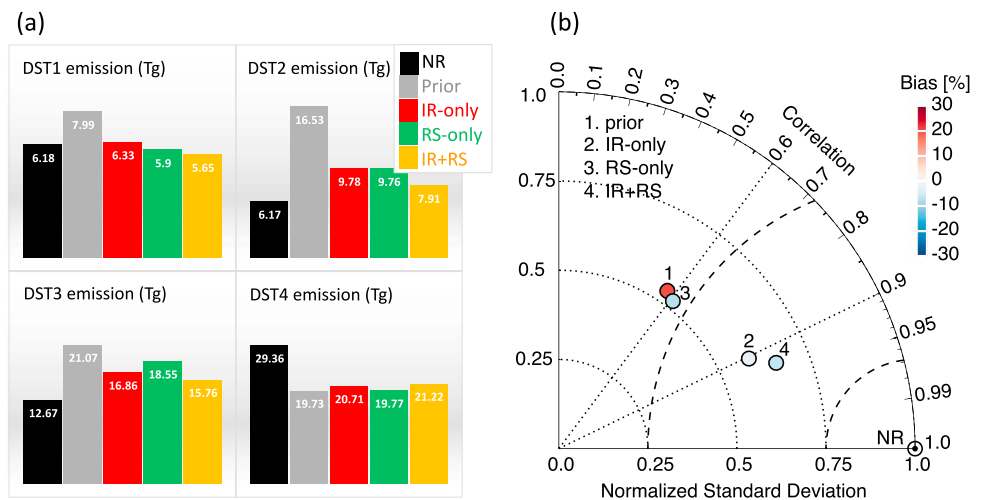 (a)
DST1 emission (Tg)
6.18
7.99
6.33
5.9
5.65
DST2 emission (Tg)
6.17
16.53
9.78
9.76
7.91
NR
Prior
IR-only
RS-only
IR+RS
DST3 emission (Tg)
12.67
21.07
16.86
18.55
15.76
DST4 emission (Tg)
29.36
19.73
20.71
19.77
21.22
(b)
1. prior
2. IR-only
3. RS-only
4. IR+RS
0.0
0.1
0.2
0.3
0.4
0.5
0.6
0.7
0.8
0.9
0.95
0.99
1.0
Correlation
1.0
0.75
0.5
0.25
1
3
2
4
NR
0.0
0.25
0.50
0.75
1.0
Normalized Standard Deviation
Bias [%]
30
20
10
0
-10
-20
-30